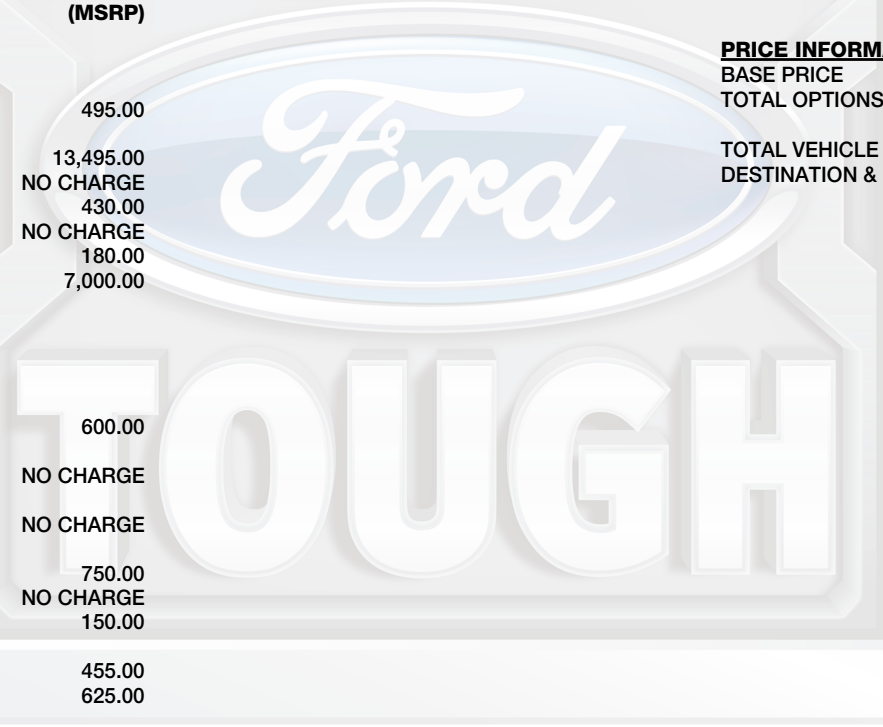 (MSRP)
495.00
13,495.00
NO CHARGE
430.00
NO CHARGE
180.00
7,000.00
600.00
NO CHARGE
NO CHARGE
750.00
NO CHARGE
150.00
455.00
625.00
PRICE INFORMA
BASE PRICE
TOTAL OPTIONS
TOTAL VEHICLE
DESTINATION &
Ford
TOUGH